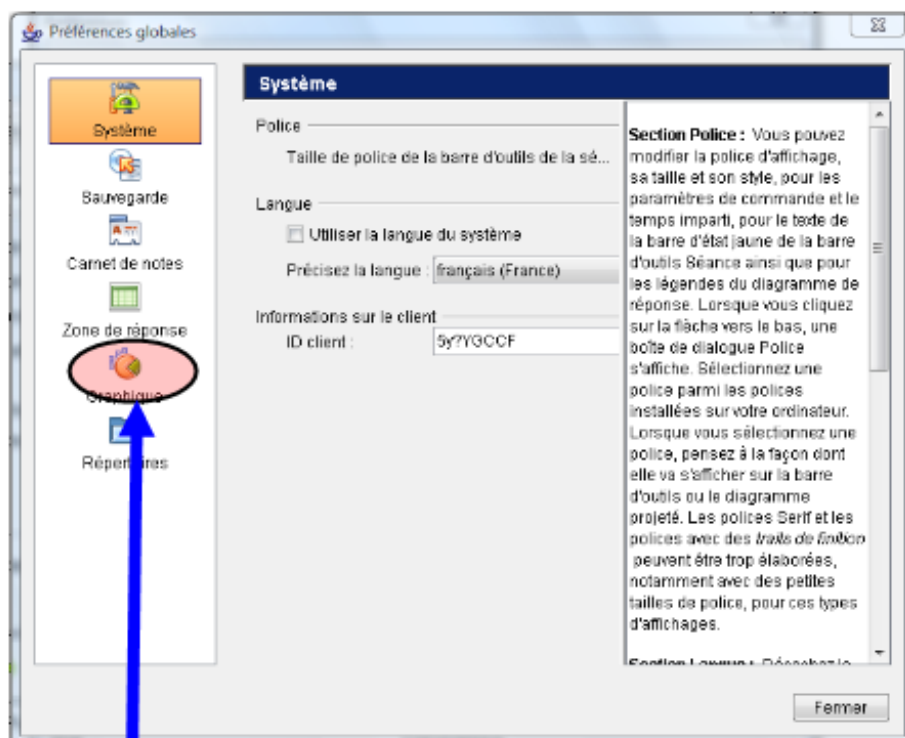 Préférences globales
Système
Sauvegarde
Carnet de notes
Zone de réponse
Graphique
Répertoires
Système
Police
Taille de police de la barre d'outils de la sé...
Langue
Utiliser la langue du système
Précisez la langue : français (France)
Informations sur le client
ID client : 5y?YGCCF
Section Police : Vous pouvez
modifier la police d'affichage,
sa taille et son style, pour les
paramètres de commande et le
temps imparti, pour le texte de
la barre d'état jaune de la barre
d'outils Séance ainsi que pour
les légendes du diagramme de
réponse. Lorsque vous cliquez
sur la flèche vers le bas, une
boîte de dialogue Police
s'affiche. Sélectionnez une
police parmi les polices
installées sur votre ordinateur.
Lorsque vous sélectionnez une
police, pensez à la façon dont
elle va s'afficher sur la barre
d'outils ou le diagramme
projeté. Les polices Serif et les
polices avec des traits de finition
peuvent être trop élaborées,
notamment avec des petites
tailles de police, pour ces types
d'affichages.
Section Langue : Décochez la
Fermer